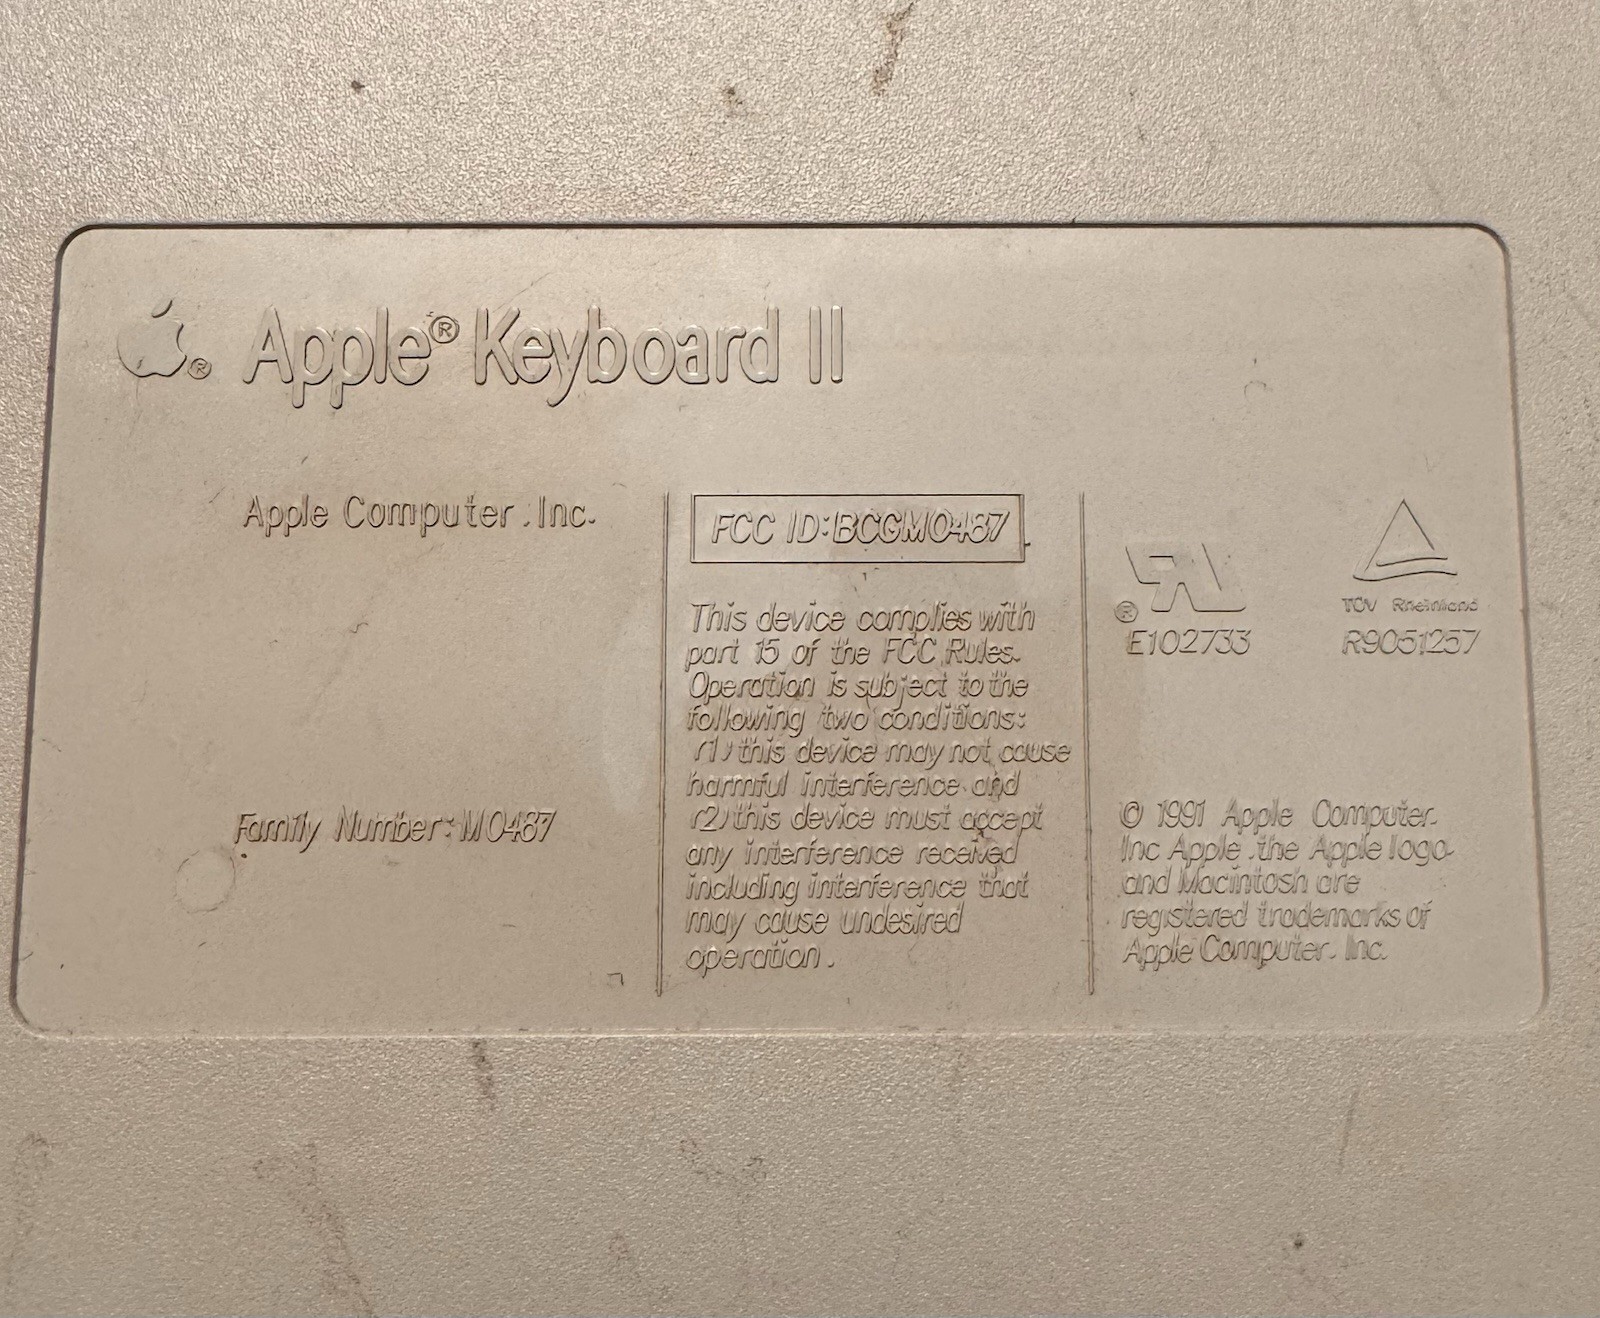 ® Apple® Keyboard II
Apple Computer, Inc.
Family Number: M0487
FCC ID: BCGM0487
This device complies with
part 15 of the FCC Rules.
Operation is subject to the
following two conditions:
(1) this device may not cause
harmful interference and
(2) this device must accept
any interference received
including interference that
may cause undesired
operation.
®
E102733
TÜV Rheinland
R9051257
© 1991 Apple Computer,
Inc Apple, the Apple logo
and Macintosh are
registered trademarks of
Apple Computer, Inc.